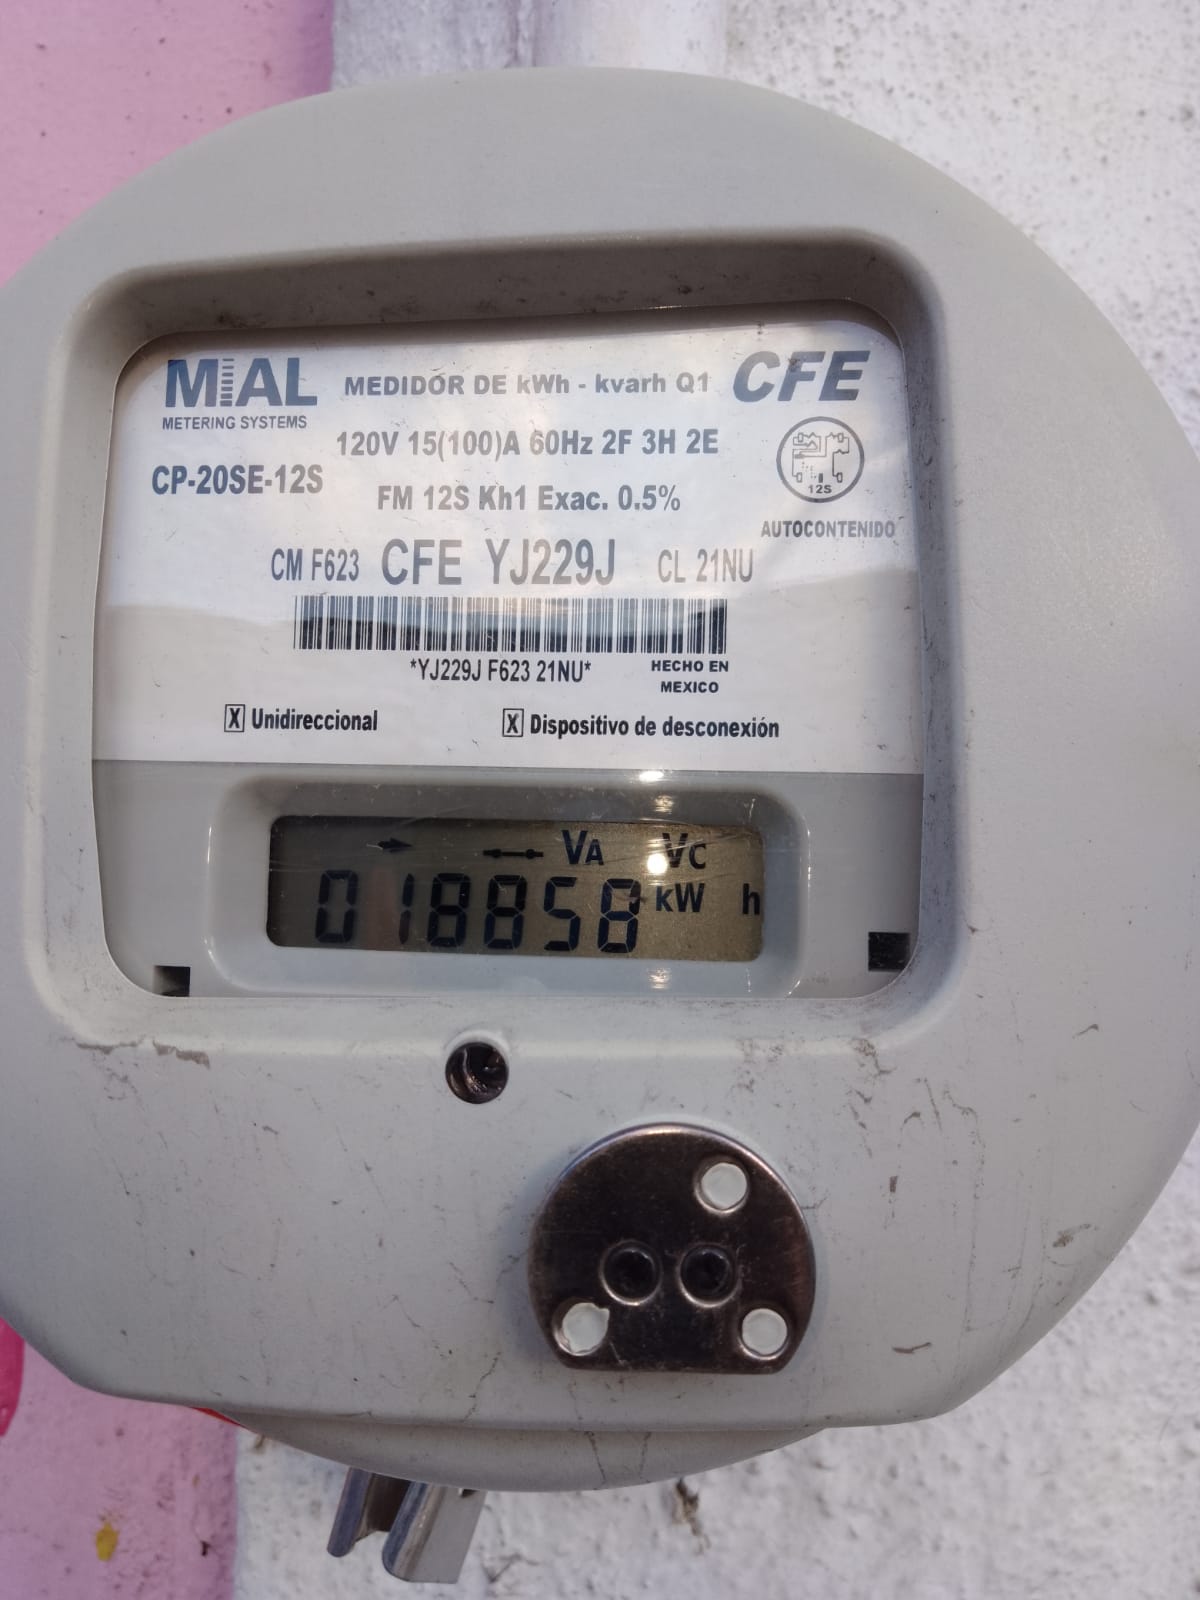 MIAL
METERING SYSTEMS
MEDIDOR DE kWh - kvarh Q1
CFE
120V 15(100)A 60Hz 2F 3H 2E
CP-20SE-12S
FM 12S Kh1 Exac. 0.5%
12S
AUTOCONTENIDO
CM F623 CFE YJ229J CL 21NU
*YJ229J F623 21NU*
HECHO EN
MEXICO
X Unidireccional
X Dispositivo de desconexión
VA VC
018858 kW h